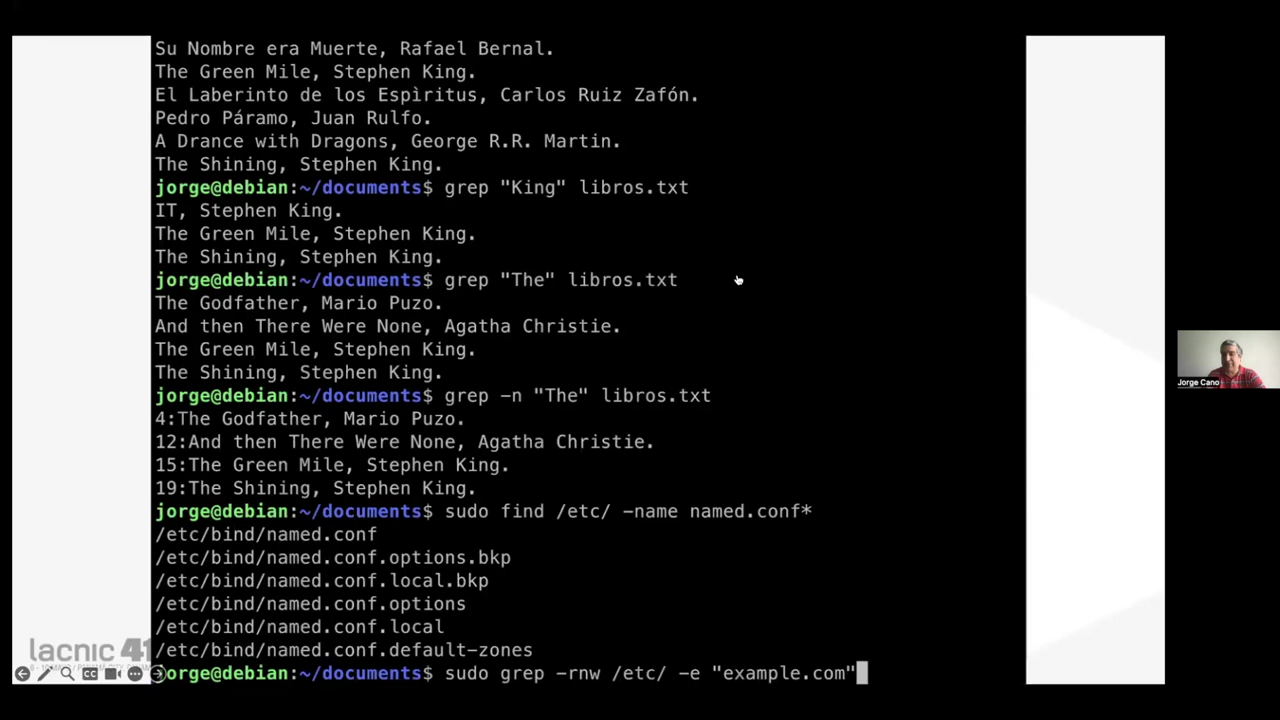 Su Nombre era Muerte, Rafael Bernal.
The Green Mile, Stephen King.
El Laberinto de los Espìritus, Carlos Ruiz Zafón.
Pedro Páramo, Juan Rulfo.
A Drance with Dragons, George R.R. Martin.
The Shining, Stephen King.
jorge@debian:~/documents$ grep "King" libros.txt
IT, Stephen King.
The Green Mile, Stephen King.
The Shining, Stephen King.
jorge@debian:~/documents$ grep "The" libros.txt
The Godfather, Mario Puzo.
And then There Were None, Agatha Christie.
The Green Mile, Stephen King.
The Shining, Stephen King.
jorge@debian:~/documents$ grep -n "The" libros.txt
4:The Godfather, Mario Puzo.
12:And then There Were None, Agatha Christie.
15:The Green Mile, Stephen King.
19:The Shining, Stephen King.
jorge@debian:~/documents$ sudo find /etc/ -name named.conf*
/etc/bind/named.conf
/etc/bind/named.conf.options.bkp
/etc/bind/named.conf.local.bkp
/etc/bind/named.conf.options
/etc/bind/named.conf.local
/etc/bind/named.conf.default-zones
jorge@debian:~/documents$ sudo grep -rnw /etc/ -e "example.com"
lacnic 41
CC
Jorge Cano